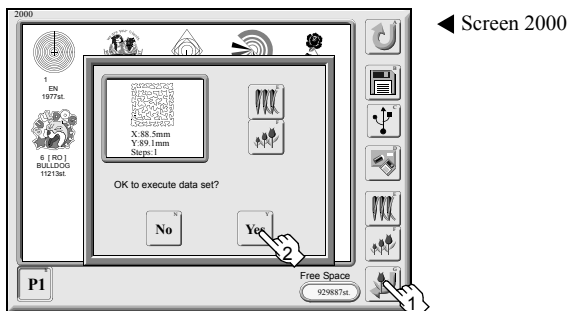 2000
◀ Screen 2000
1
EN
1977st.
6 [ RO ]
BULLDOG
11213st.
X:88.5mm
Y:89.1mm
Steps:1
OK to execute data set?
No
Yes
2
P1
Free Space
929887st.
1